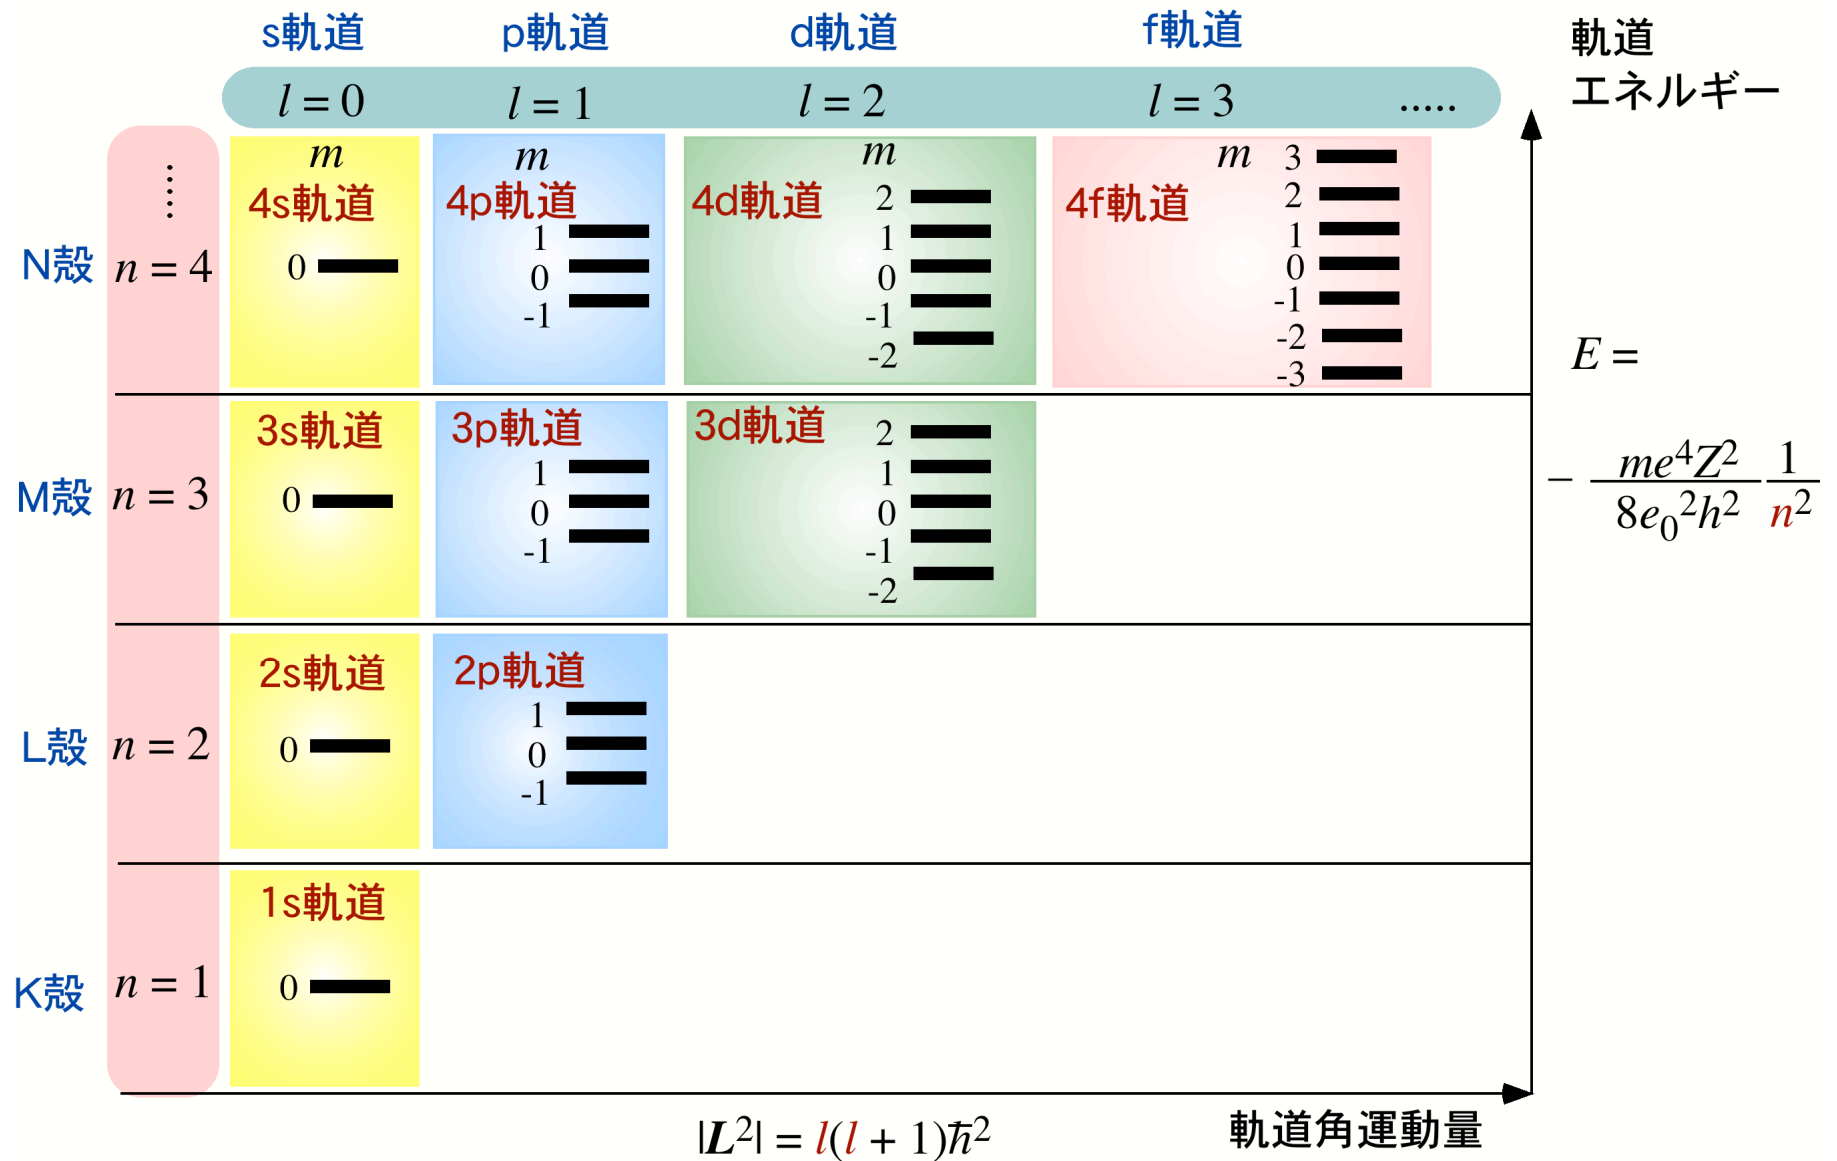 s軌道 p軌道 d軌道 f軌道
軌道
エネルギー
l = 0 l = 1 l = 2 l = 3 .....
m m m m
......
N殻 n = 4
4s軌道
0
4p軌道
1
0
-1
4d軌道
2
1
0
-1
-2
4f軌道
3
2
1
0
-1
-2
-3
M殻 n = 3
3s軌道
0
3p軌道
1
0
-1
3d軌道
2
1
0
-1
-2
L殻 n = 2
2s軌道
0
2p軌道
1
0
-1
K殻 n = 1
1s軌道
0
E =
− me⁴Z² / 8e₀²h² 1 / n²
|L²| = l(l + 1)ħ²
軌道角運動量